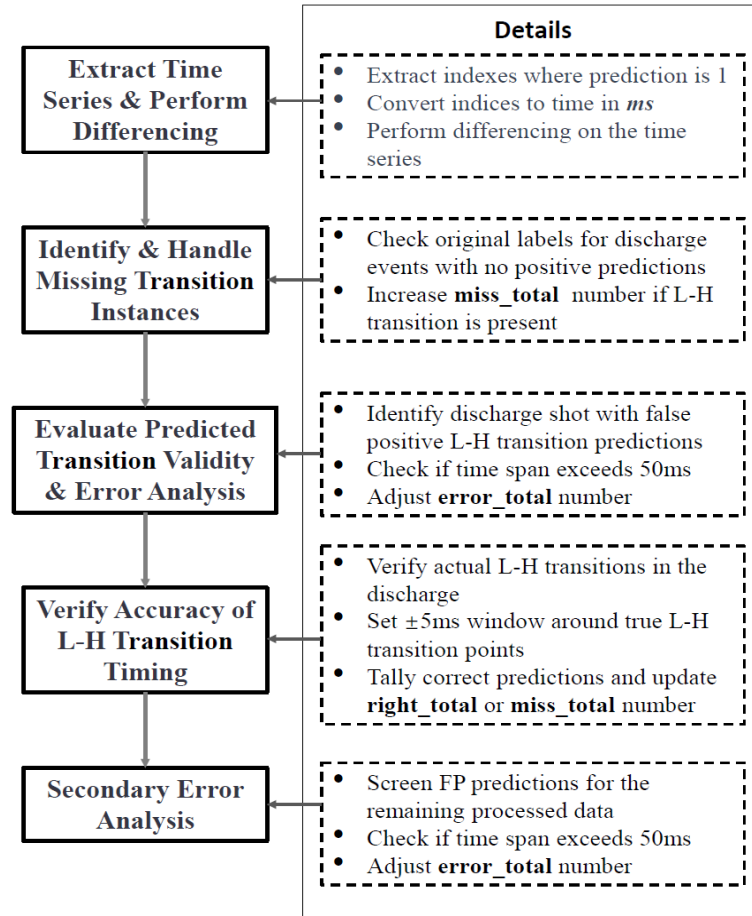 Details
Extract Time
Series & Perform
Differencing
• Extract indexes where prediction is 1
• Convert indices to time in ms
• Perform differencing on the time
series
Identify & Handle
Missing Transition
Instances
• Check original labels for discharge
events with no positive predictions
• Increase miss_total number if L-H
transition is present
Evaluate Predicted
Transition Validity
& Error Analysis
• Identify discharge shot with false
positive L-H transition predictions
• Check if time span exceeds 50ms
• Adjust error_total number
Verify Accuracy of
L-H Transition
Timing
• Verify actual L-H transitions in the
discharge
• Set ±5ms window around true L-H
transition points
• Tally correct predictions and update
right_total or miss_total number
Secondary Error
Analysis
• Screen FP predictions for the
remaining processed data
• Check if time span exceeds 50ms
• Adjust error_total number